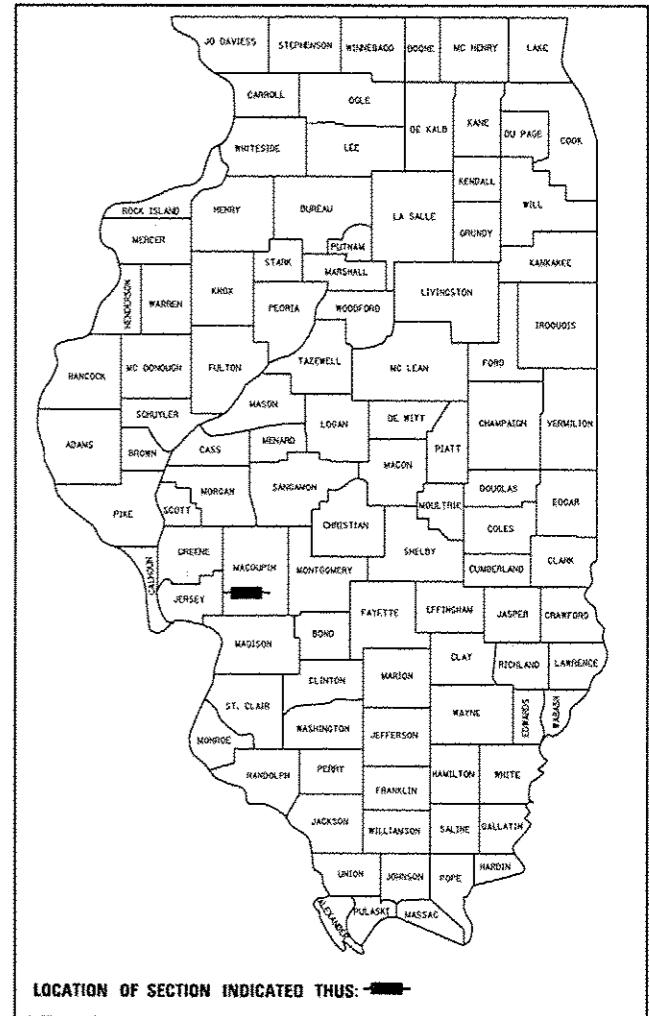 JO DAVIESS STEPHENSON WINNEBAGO BOONE MC HENRY LAKE
CARROLL OGLE DE KALB KANE DU PAGE COOK
WHITESIDE LEE KENDALL WILL
ROCK ISLAND HENRY BUREAU LA SALLE GRUNDY
MERCER PUTNAM KANKAKEE
STARK MARSHALL
HENDERSON WARREN KNOX PEORIA WOODFORD LIVINGSTON IROQUOIS
HANCOCK MC DONOUGH FULTON TAZEWELL MC LEAN FORD
SCHUYLER MASON LOGAN DE WITT CHAMPAIGN VERMILION
ADAMS BROWN CASS MENARD MACON PIATT
PIKE SCOTT MORGAN SANGAMON CHRISTIAN MOULTRIE DOUGLAS EDGAR
COLES
CALHOUN GREENE MACOUPIN MONTGOMERY SHELBY CUMBERLAND CLARK
JERSEY FAYETTE EFFINGHAM JASPER CRAWFORD
MADISON BOND CLAY RICHLAND LAWRENCE
CLINTON MARION
ST. CLAIR WASHINGTON WAYNE EDWARDS WABASH
MONROE JEFFERSON
RANDOLPH PERRY HAMILTON WHITE
FRANKLIN
JACKSON WILLIAMSON SALINE GALLATIN
UNION JOHNSON POPE HARDIN
ALEXANDER PULASKI MASSAC
LOCATION OF SECTION INDICATED THUS: